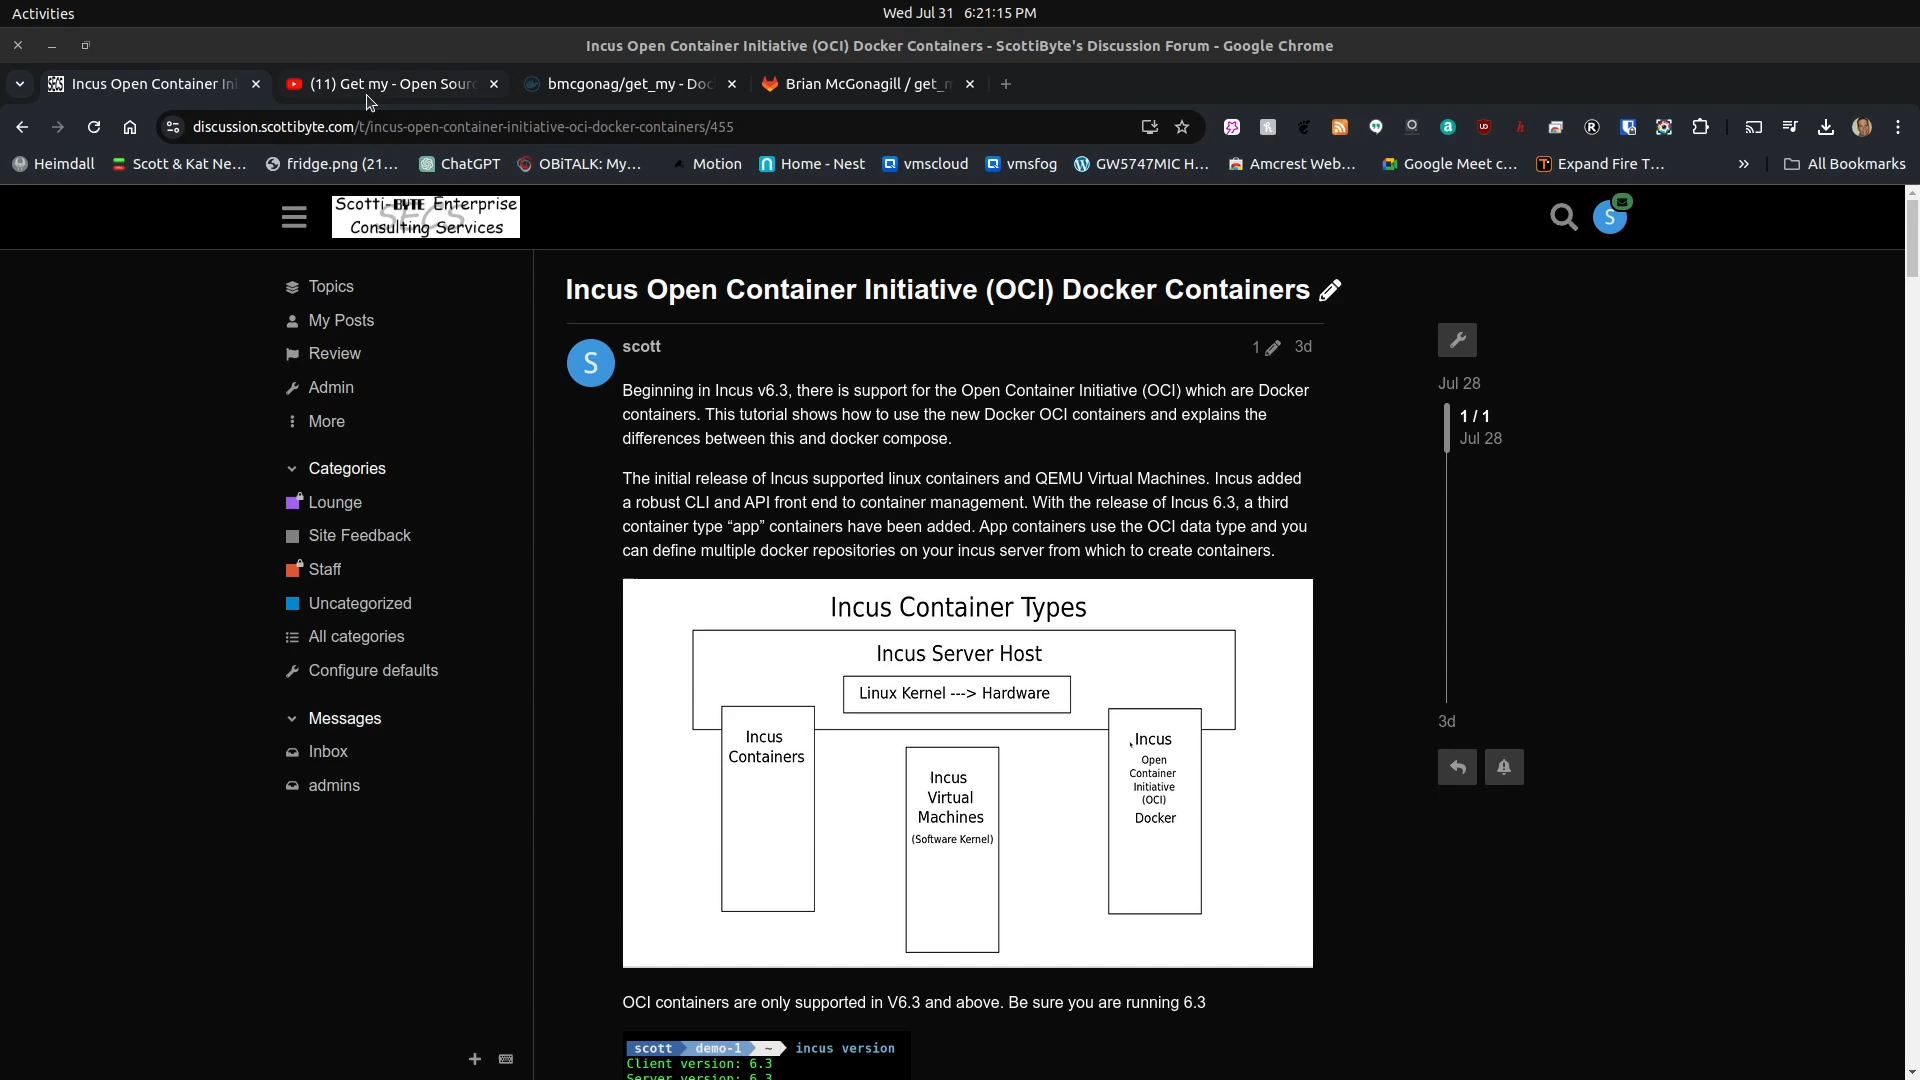 Activities
Wed Jul 31 6:21:15 PM
Incus Open Container Initiative (OCI) Docker Containers - ScottiByte's Discussion Forum - Google Chrome
Incus Open Container Ini
(11) Get my - Open Sourc
bmcgonag/get_my - Doc
Brian McGonagill / get_m
discussion.scottibyte.com/t/incus-open-container-initiative-oci-docker-containers/455
Heimdall
Scott & Kat Ne...
fridge.png (21...
ChatGPT
OBiTALK: My...
Motion
Home - Nest
vmscloud
vmsfog
GW5747MIC H...
Amcrest Web...
Google Meet c...
Expand Fire T...
»
All Bookmarks
Scotti-BYTE Enterprise
Consulting Services
SECS
S
Topics
My Posts
Review
Admin
More
Categories
Lounge
Site Feedback
Staff
Uncategorized
All categories
Configure defaults
Messages
Inbox
admins
Incus Open Container Initiative (OCI) Docker Containers
S
scott
1
3d
Beginning in Incus v6.3, there is support for the Open Container Initiative (OCI) which are Docker
containers. This tutorial shows how to use the new Docker OCI containers and explains the
differences between this and docker compose.
The initial release of Incus supported linux containers and QEMU Virtual Machines. Incus added
a robust CLI and API front end to container management. With the release of Incus 6.3, a third
container type “app” containers have been added. App containers use the OCI data type and you
can define multiple docker repositories on your incus server from which to create containers.
Incus Container Types
Incus Server Host
Linux Kernel ---> Hardware
Incus
Containers
Incus
Virtual
Machines
(Software Kernel)
Incus
Open
Container
Initiative
(OCI)
Docker
OCI containers are only supported in V6.3 and above. Be sure you are running 6.3
scott demo-1 ~ incus version
Client version: 6.3
Server version: 6.3
Jul 28
1 / 1
Jul 28
3d